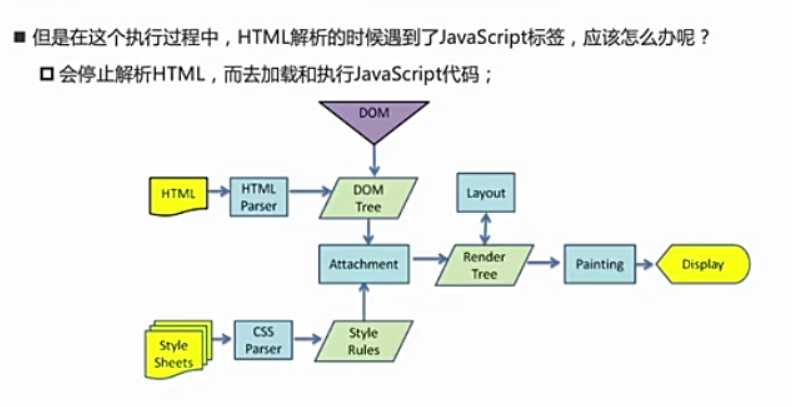 但是在这个执行过程中，HTML解析的时候遇到了JavaScript标签，应该怎么办呢？
会停止解析HTML，而去加载和执行JavaScript代码；
DOM
HTML
HTML
Parser
DOM
Tree
Layout
Attachment
Render
Tree
Painting
Display
Style
Sheets
CSS
Parser
Style
Rules